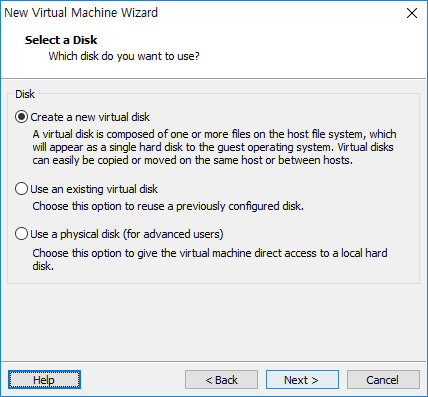 New Virtual Machine Wizard
Select a Disk
Which disk do you want to use?
Disk
Create a new virtual disk
A virtual disk is composed of one or more files on the host file system, which
will appear as a single hard disk to the guest operating system. Virtual disks
can easily be copied or moved on the same host or between hosts.
Use an existing virtual disk
Choose this option to reuse a previously configured disk.
Use a physical disk (for advanced users)
Choose this option to give the virtual machine direct access to a local hard
disk.
Help
< Back
Next >
Cancel